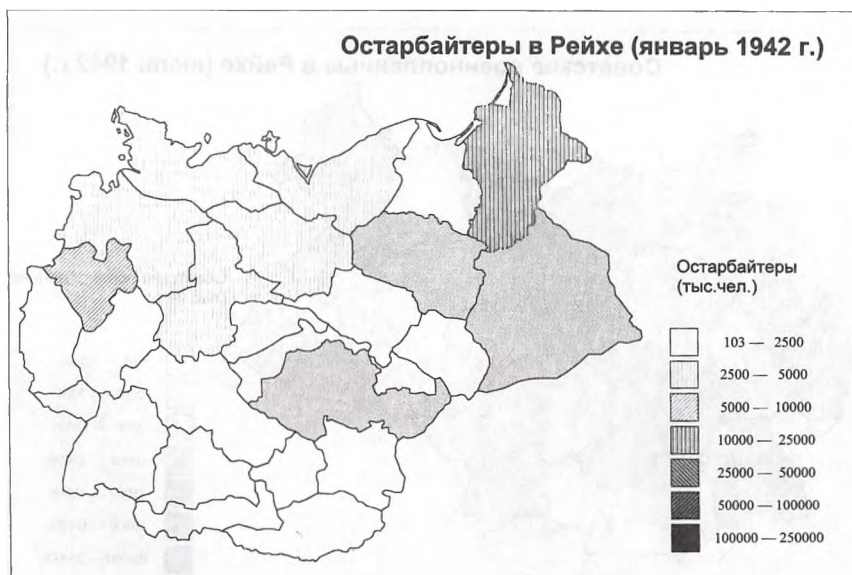 Остарбайтеры в Рейхе (январь 1942 г.)
Остарбайтеры
(тыс.чел.)
103 — 2500
2500 — 5000
5000 — 10000
10000 — 25000
25000 — 50000
50000 — 100000
100000 — 250000